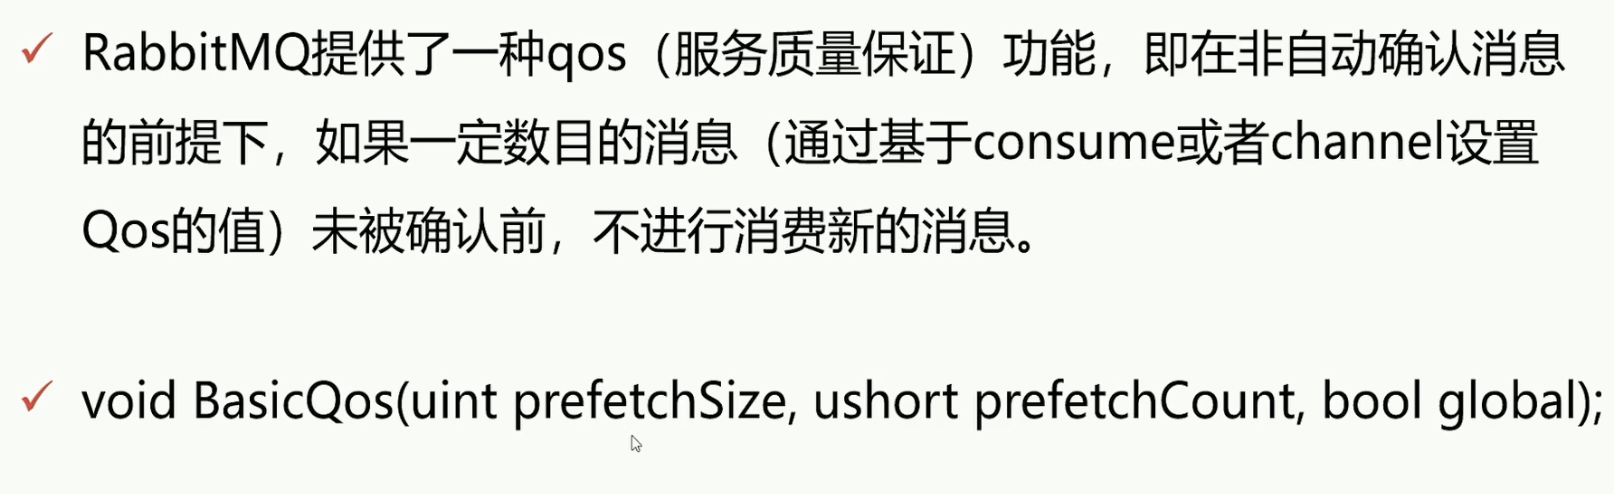 RabbitMQ提供了一种qos（服务质量保证）功能，即在非自动确认消息
的前提下，如果一定数目的消息（通过基于consume或者channel设置
Qos的值）未被确认前，不进行消费新的消息。
void BasicQos(uint prefetchSize, ushort prefetchCount, bool global);